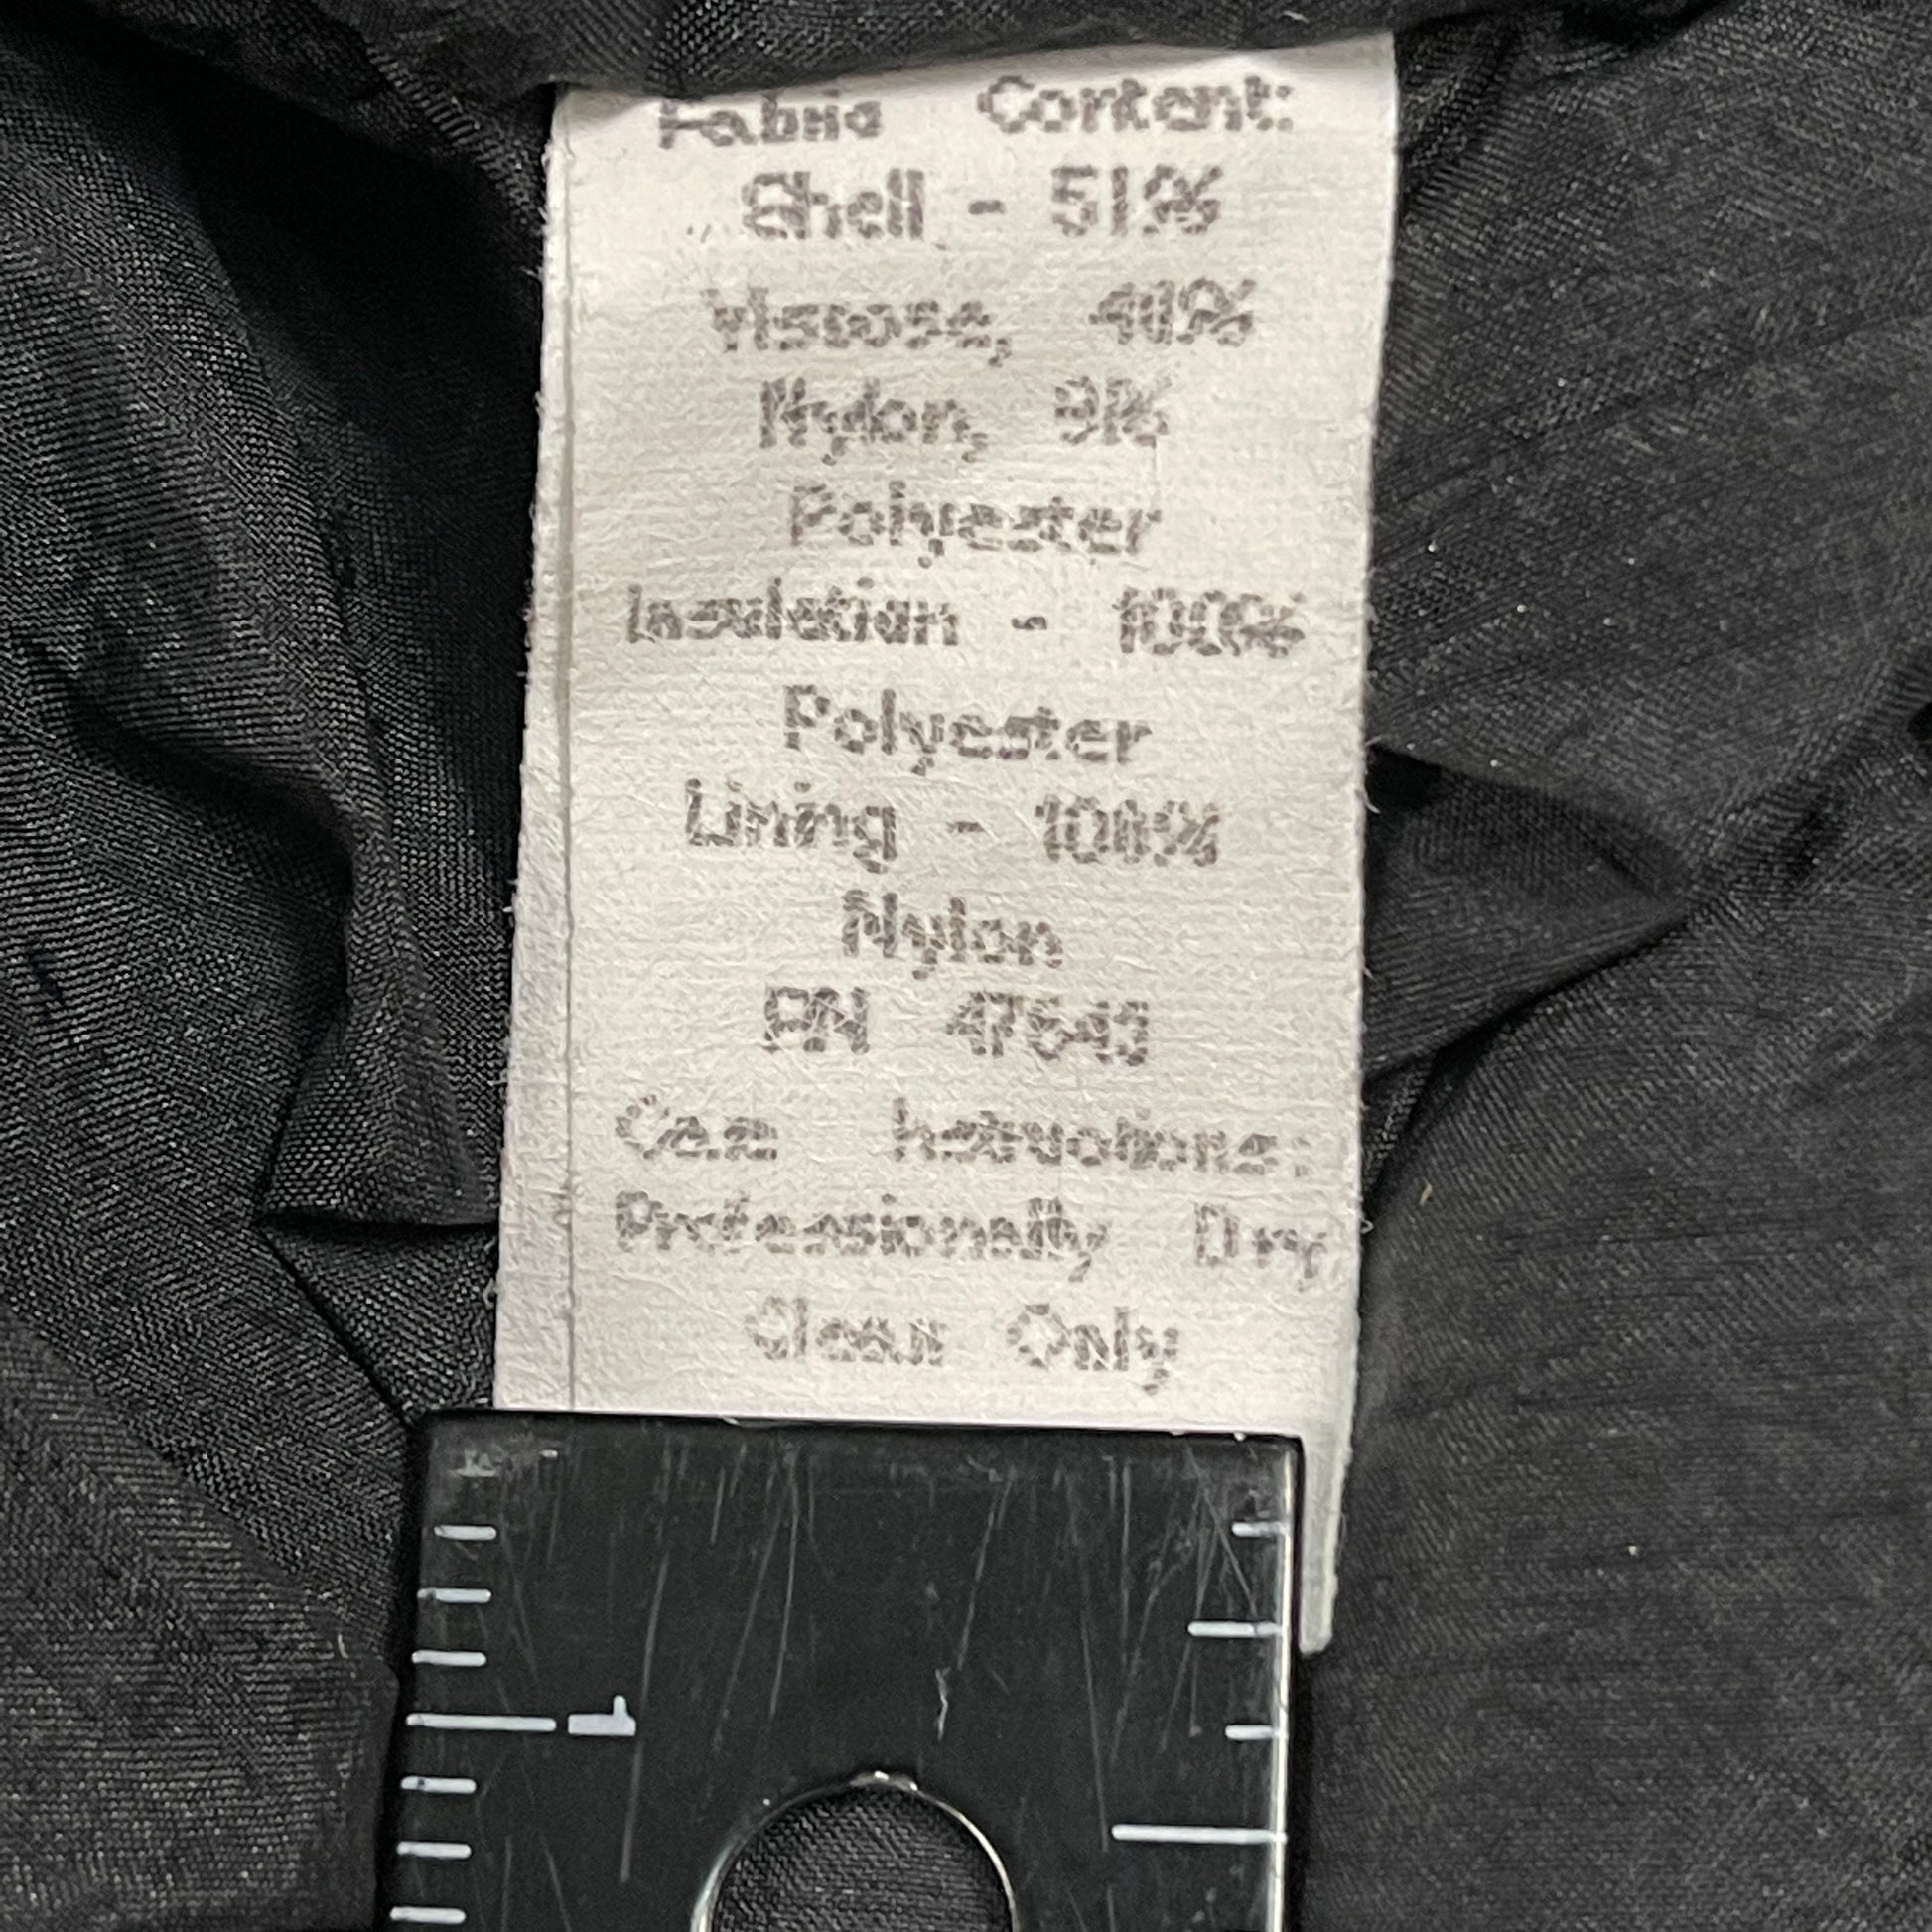 Fabric Content:
Shell - 51%
Viscose, 40%
Nylon, 9%
Polyester
Insulation - 100%
Polyester
Lining - 100%
Nylon
RN
Care Instructions:
Professionally Dry
Clean Only
1